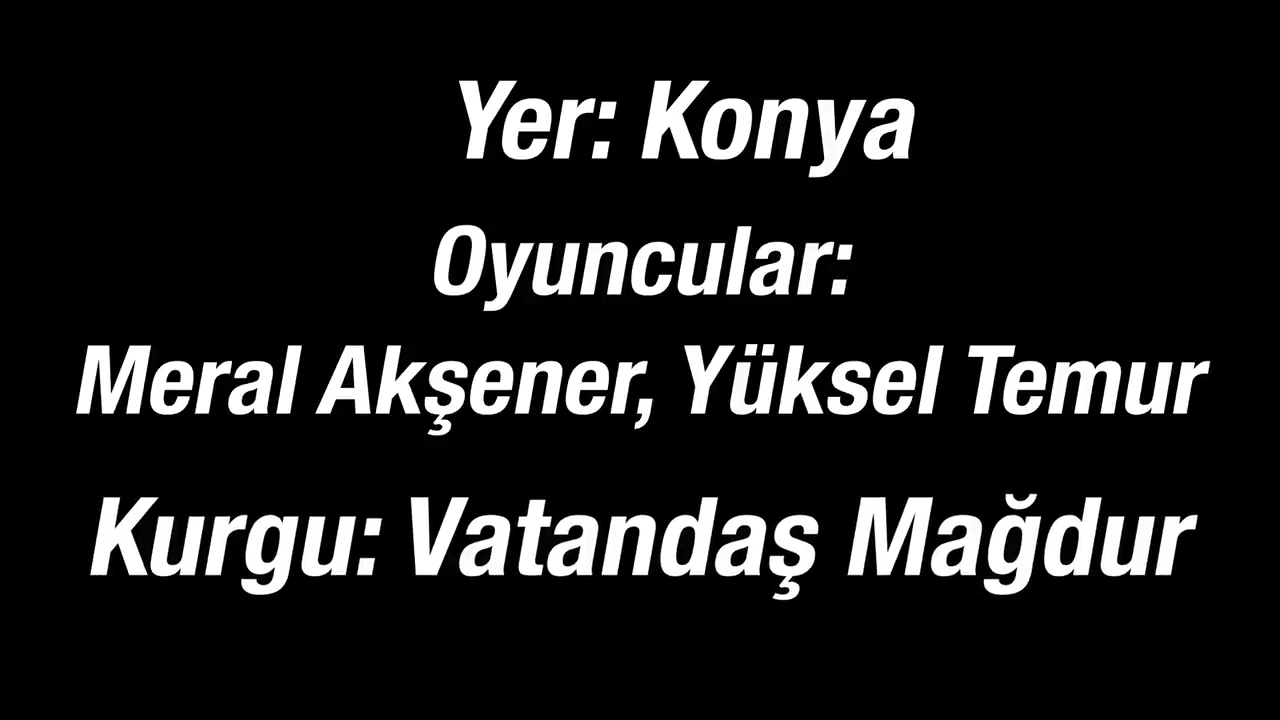 Yer: Konya
Oyuncular:
Meral Akşener, Yüksel Temur
Kurgu: Vatandaş Mağdur